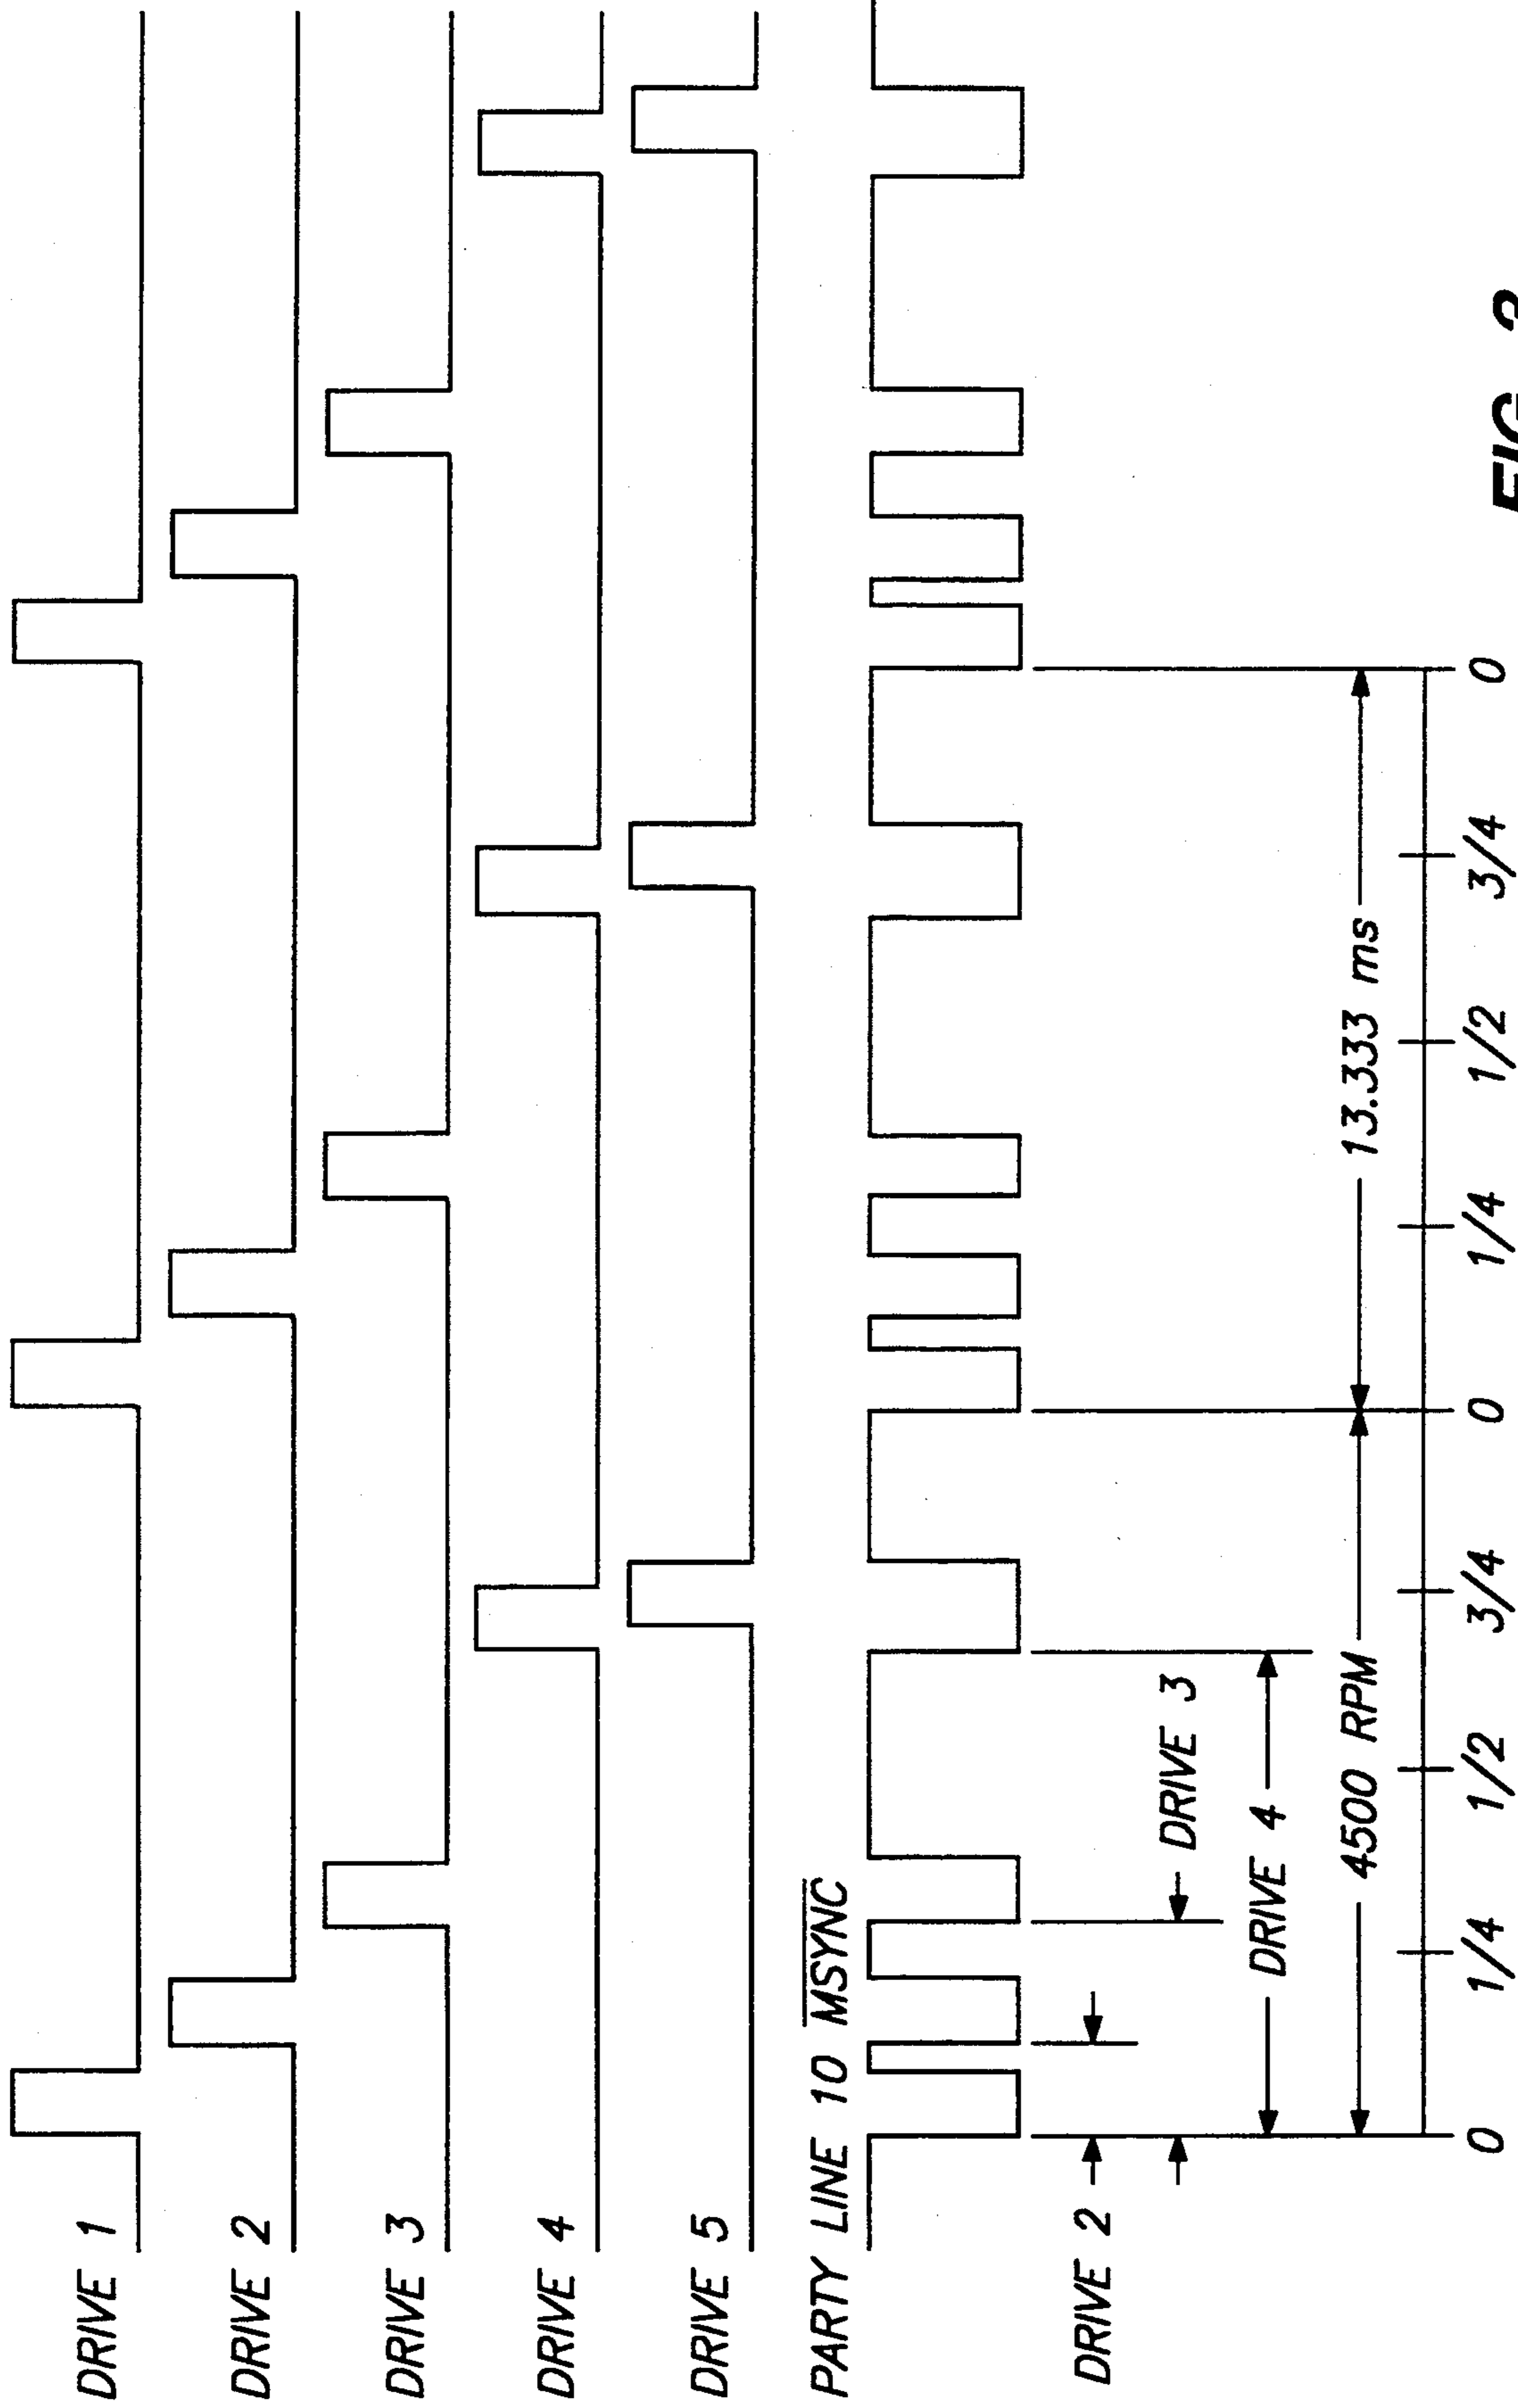 DRIVE 1
DRIVE 2
DRIVE 3
DRIVE 4
DRIVE 5
PARTY LINE 10 MSYNC
DRIVE 2
DRIVE 3
DRIVE 4
4500 RPM 13.333 ms
0 1/4 1/2 3/4 0 1/4 1/2 3/4 0
FIG.